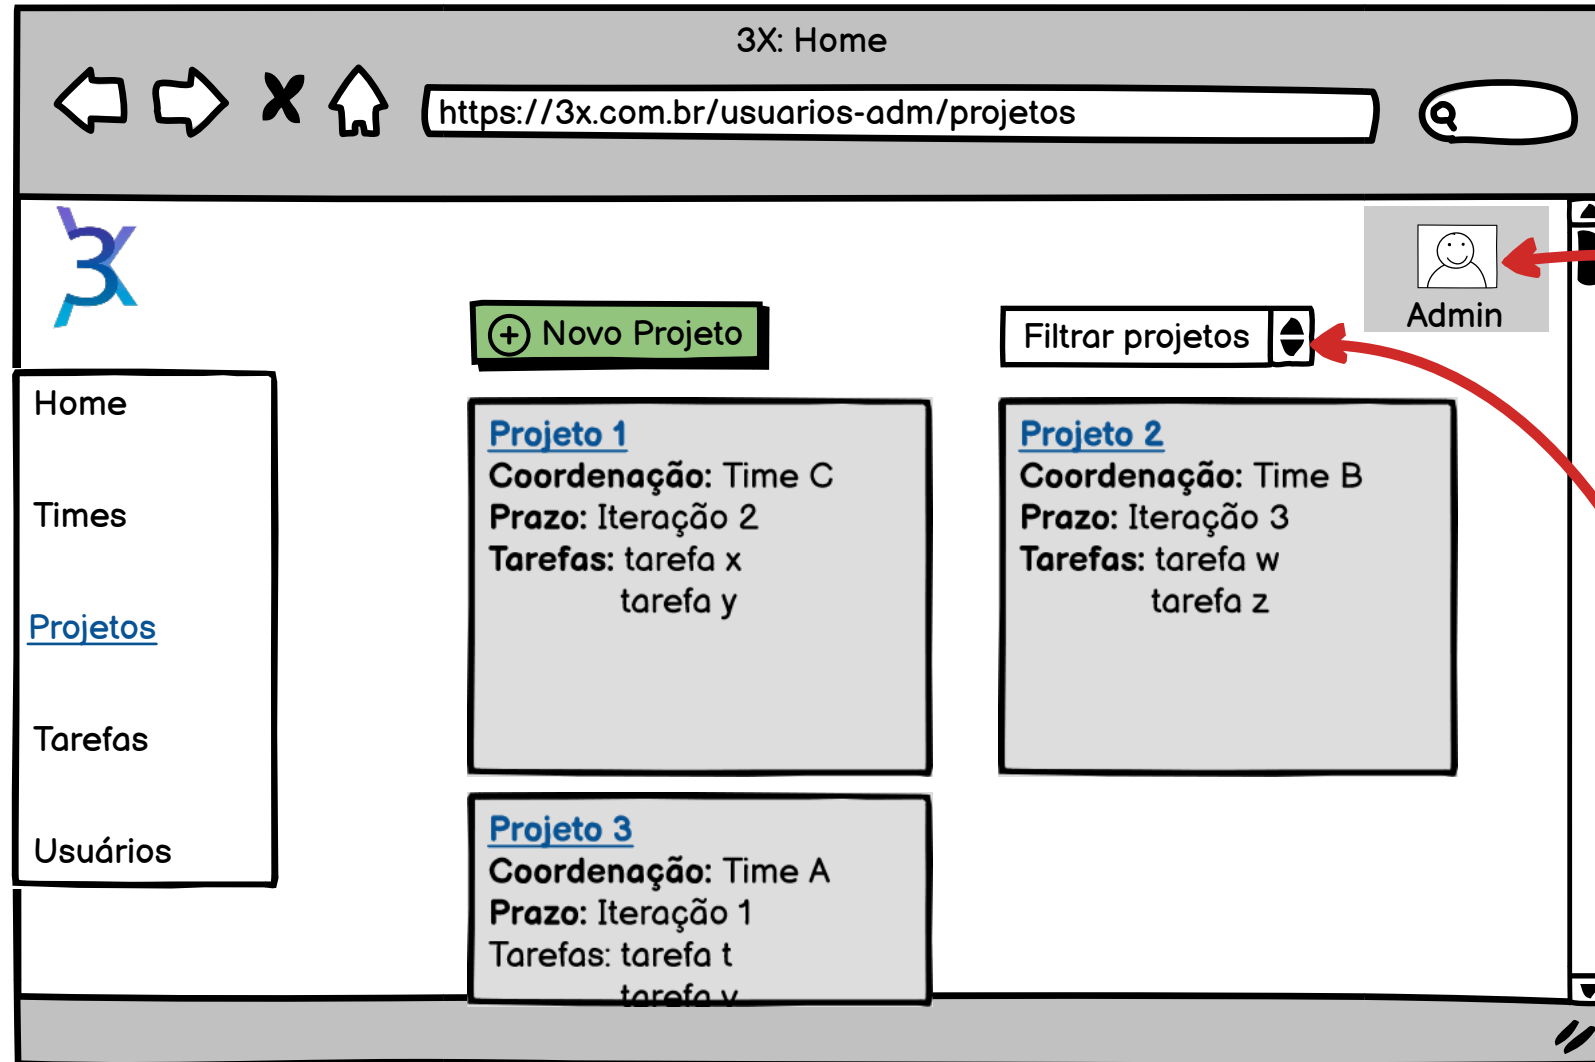 3X: Home
https://3x.com.br/usuarios-adm/projetos
3X
Admin
+ Novo Projeto
Filtrar projetos
Home
Times
Projetos
Tarefas
Usuários
Projeto 1
Coordenação: Time C
Prazo: Iteração 2
Tarefas: tarefa x
tarefa y
Projeto 2
Coordenação: Time B
Prazo: Iteração 3
Tarefas: tarefa w
tarefa z
Projeto 3
Coordenação: Time A
Prazo: Iteração 1
Tarefas: tarefa t
tarefa